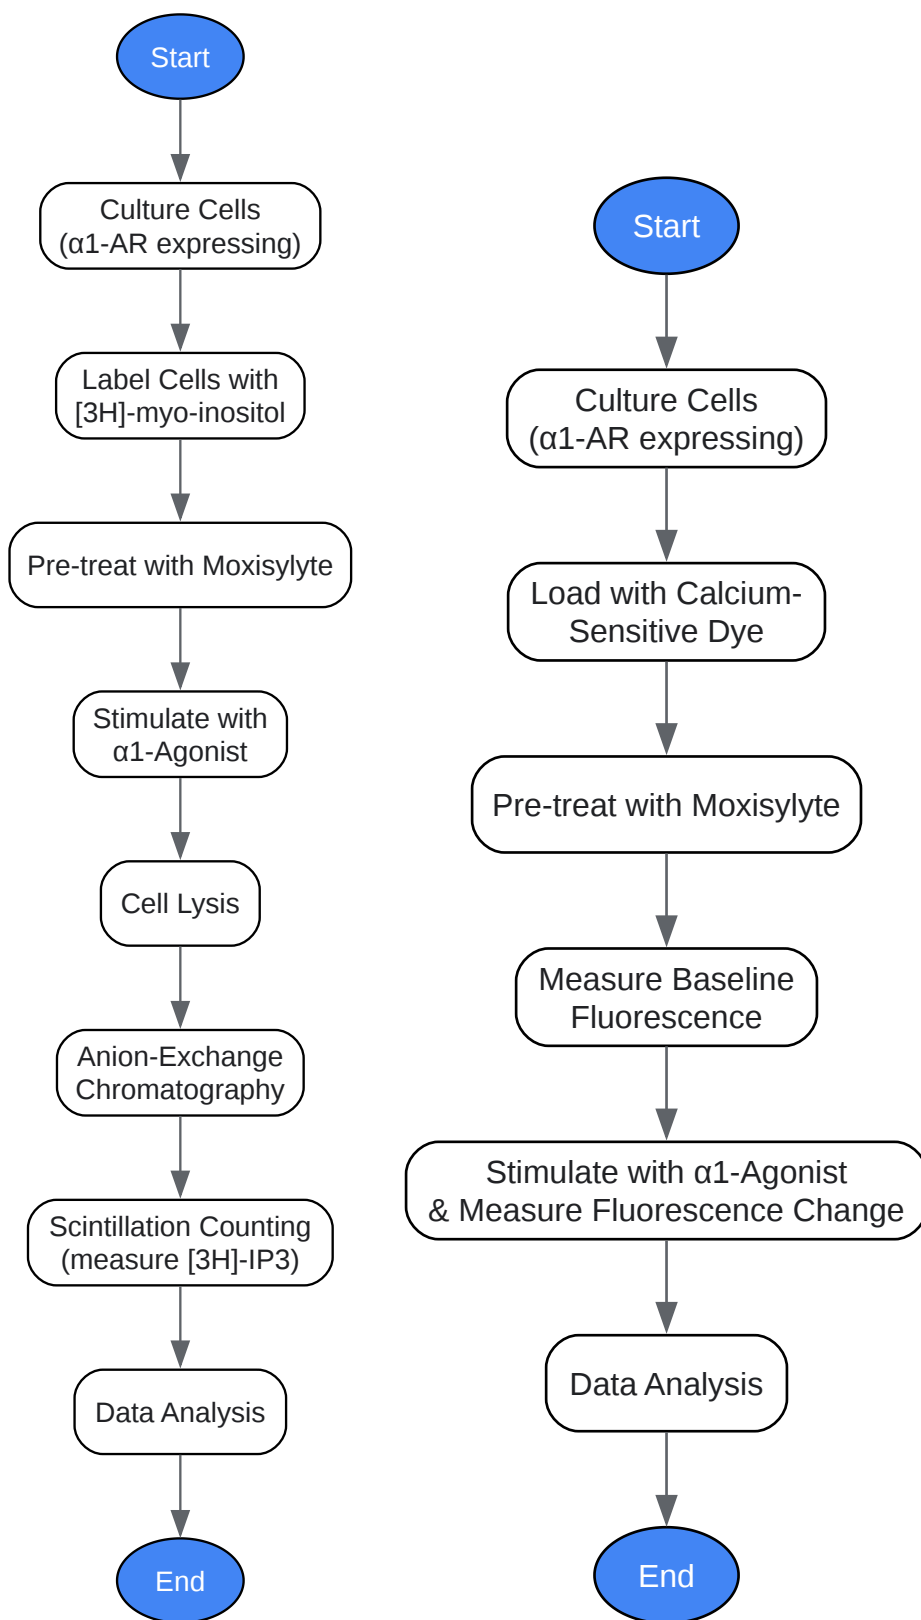 Start
Culture Cells
(α1-AR expressing)
Label Cells with
[3H]-myo-inositol
Pre-treat with Moxisylyte
Stimulate with
α1-Agonist
Cell Lysis
Anion-Exchange
Chromatography
Scintillation Counting
(measure [3H]-IP3)
Data Analysis
End
Start
Culture Cells
(α1-AR expressing)
Load with Calcium-
Sensitive Dye
Pre-treat with Moxisylyte
Measure Baseline
Fluorescence
Stimulate with α1-Agonist
& Measure Fluorescence Change
Data Analysis
End